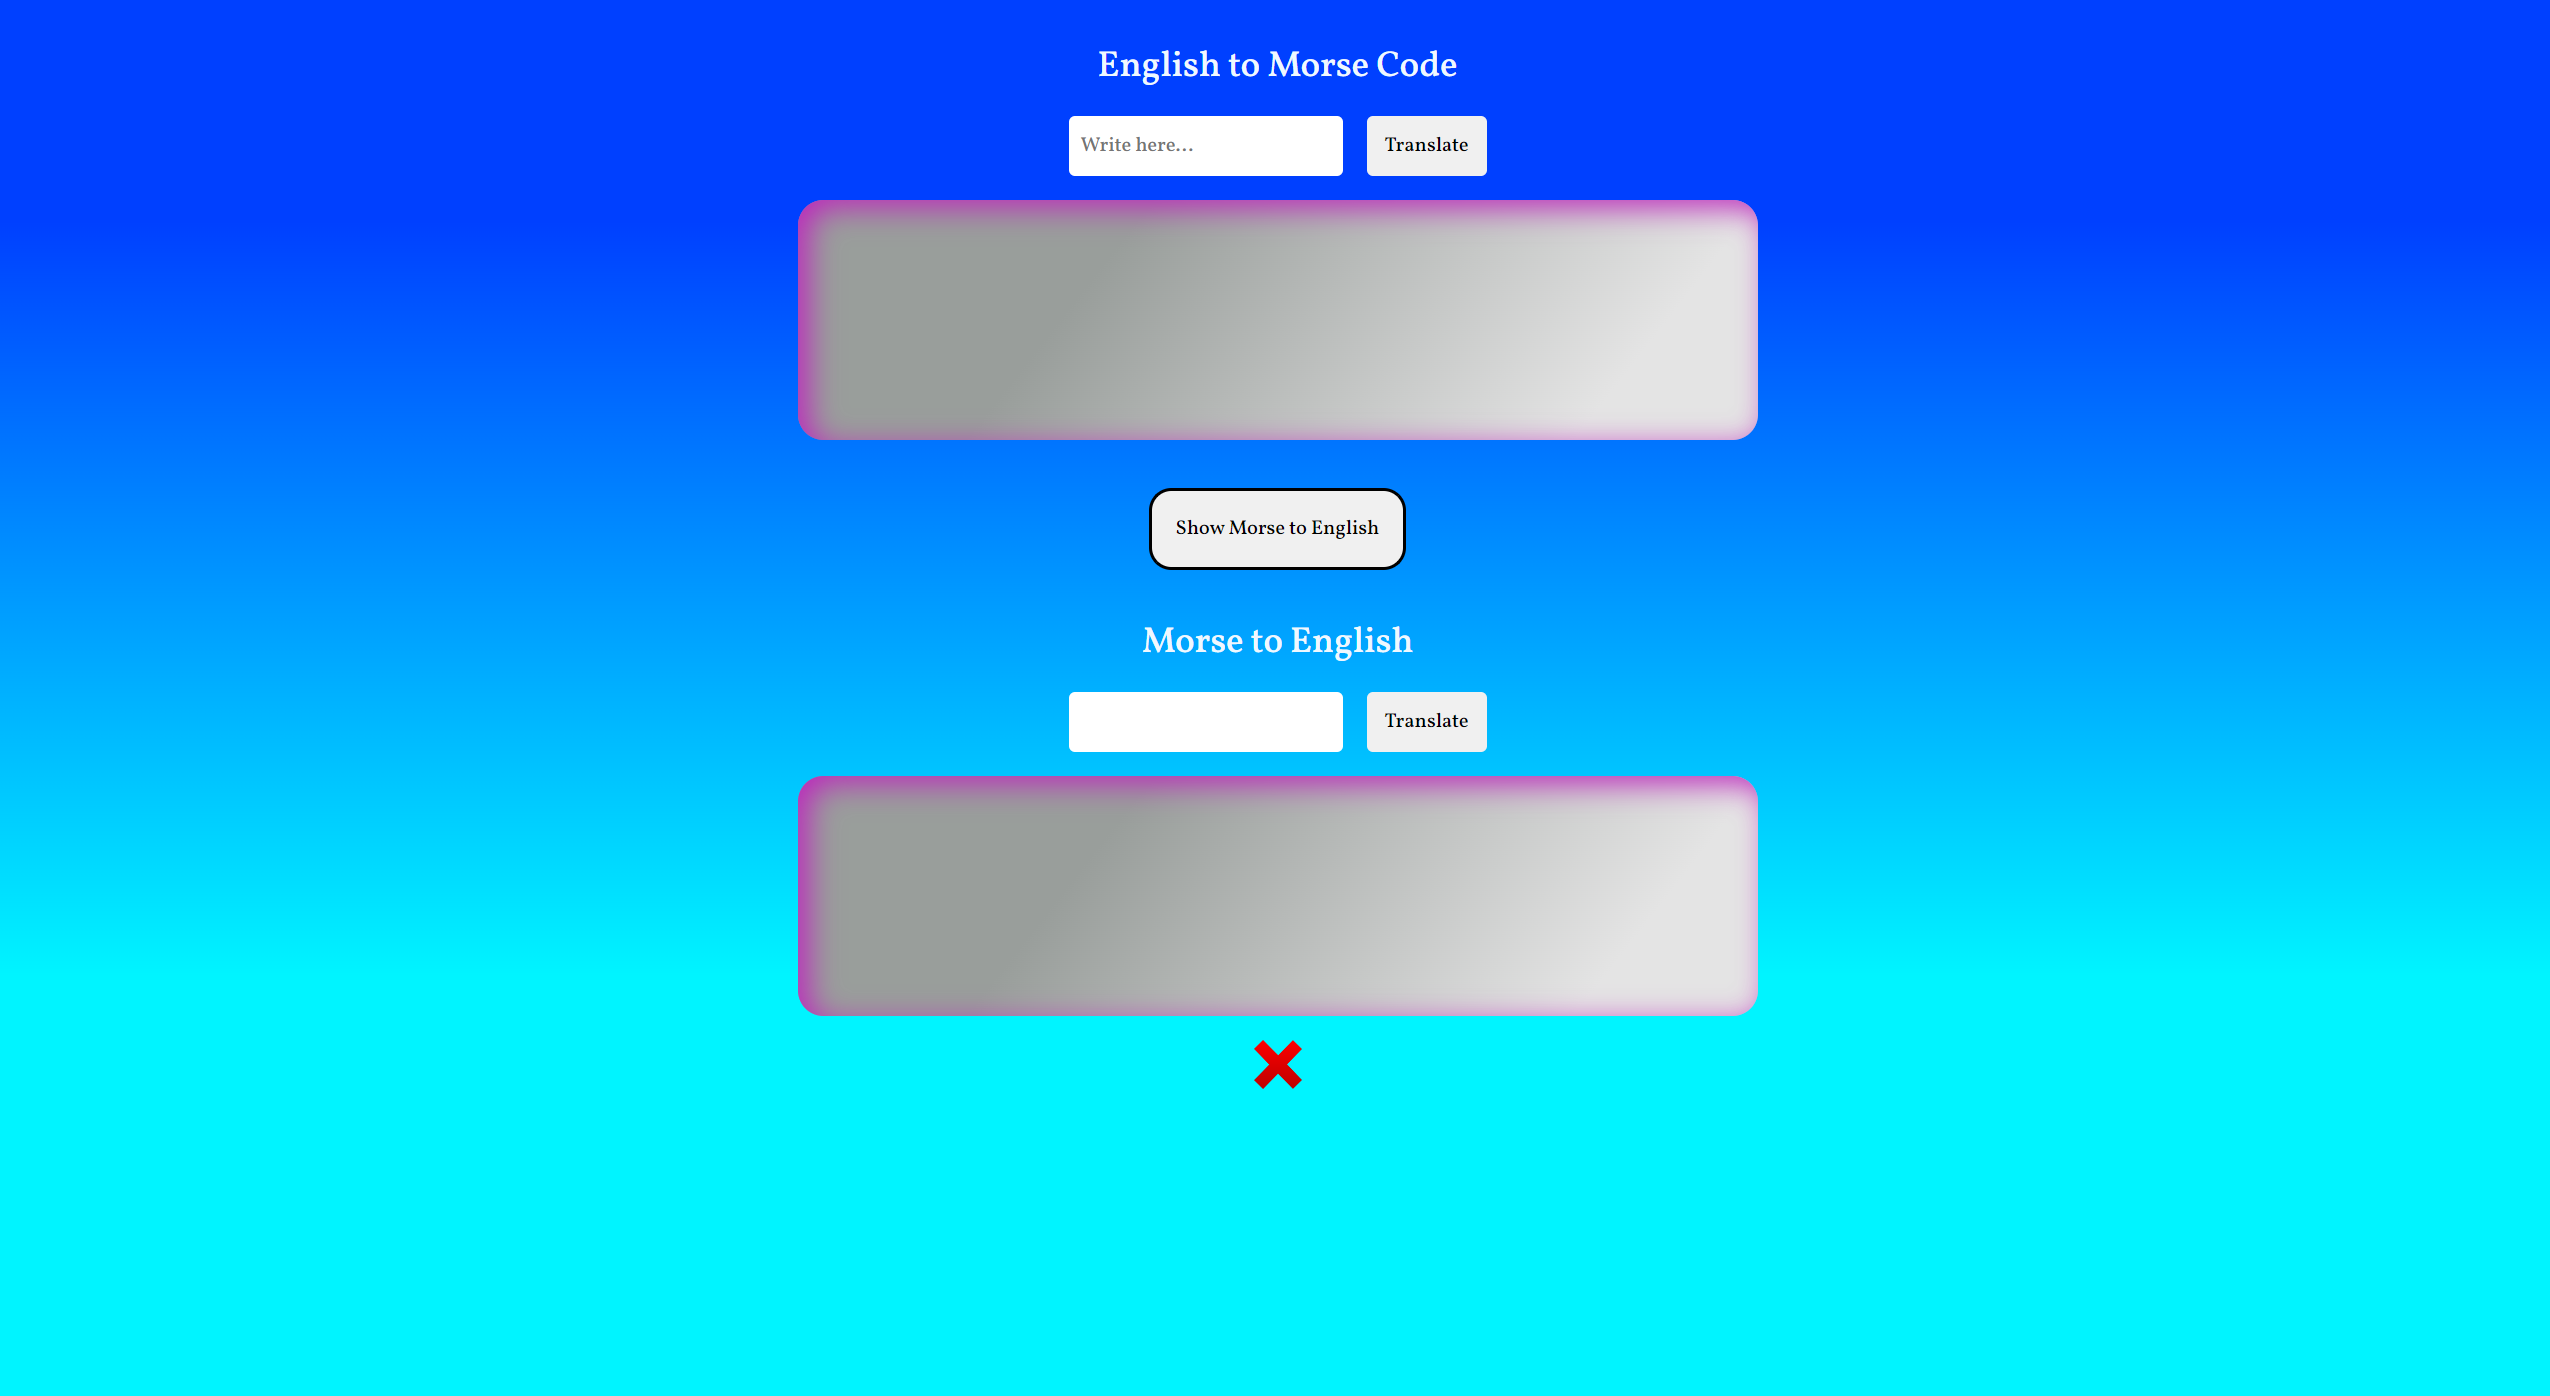 English to Morse Code
Write here...
Translate
Show Morse to English
Morse to English
Translate